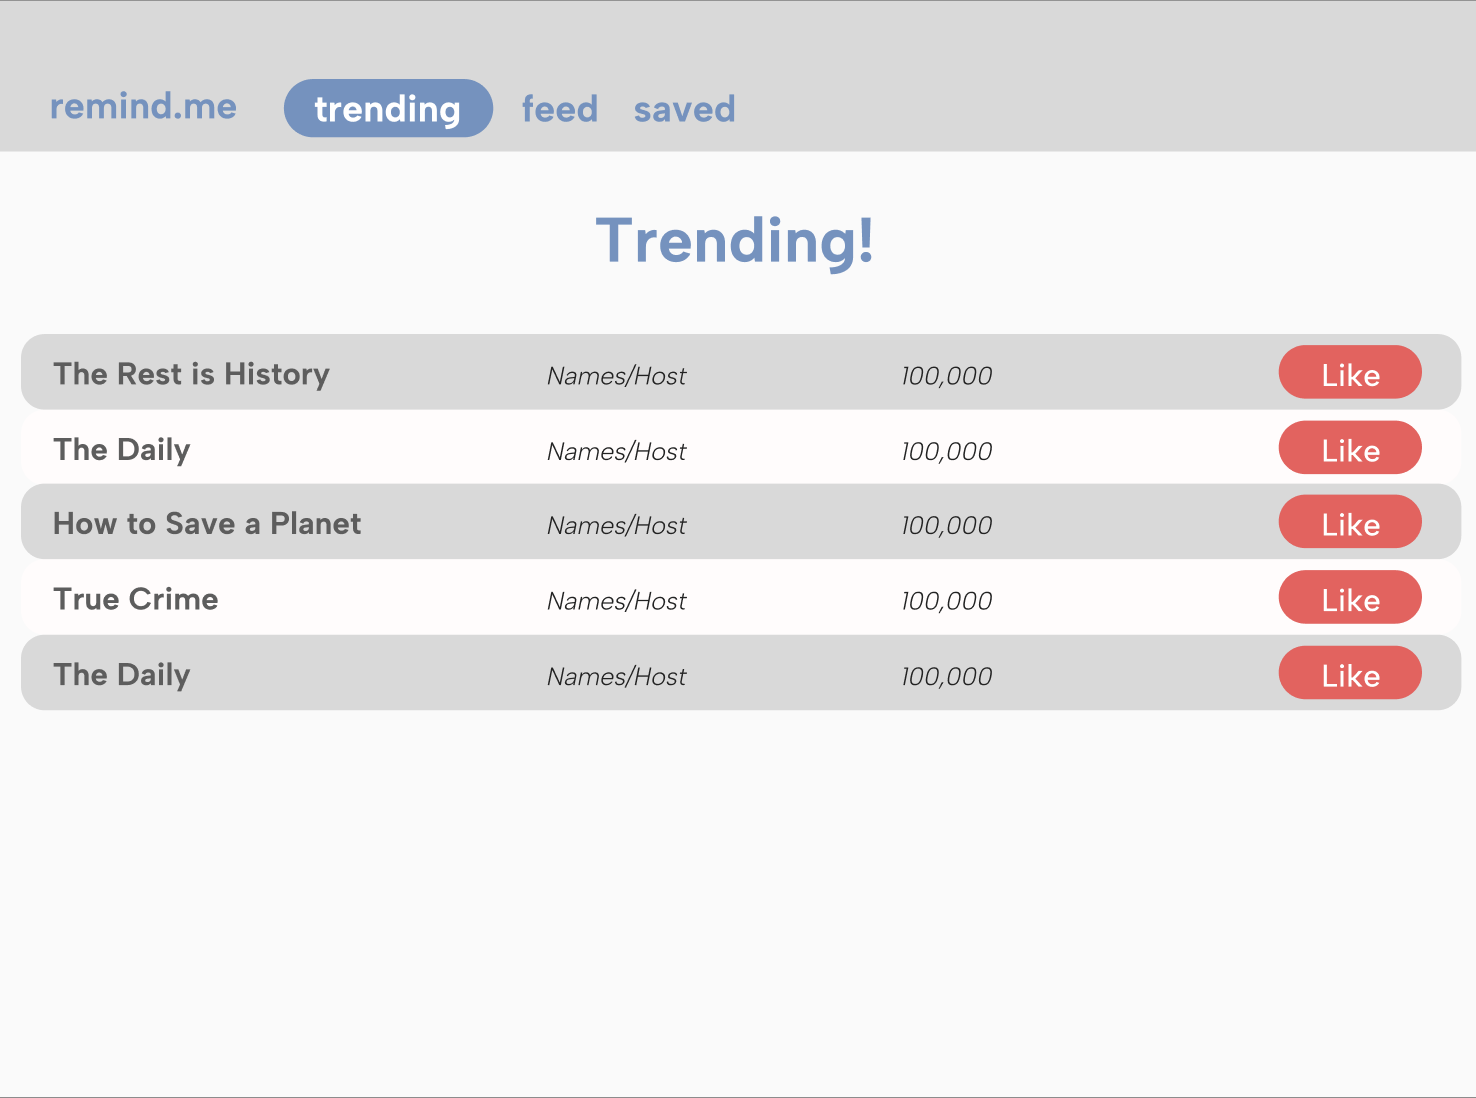 remind.me trending feed saved
Trending!
The Rest is History Names/Host 100,000 Like
The Daily Names/Host 100,000 Like
How to Save a Planet Names/Host 100,000 Like
True Crime Names/Host 100,000 Like
The Daily Names/Host 100,000 Like